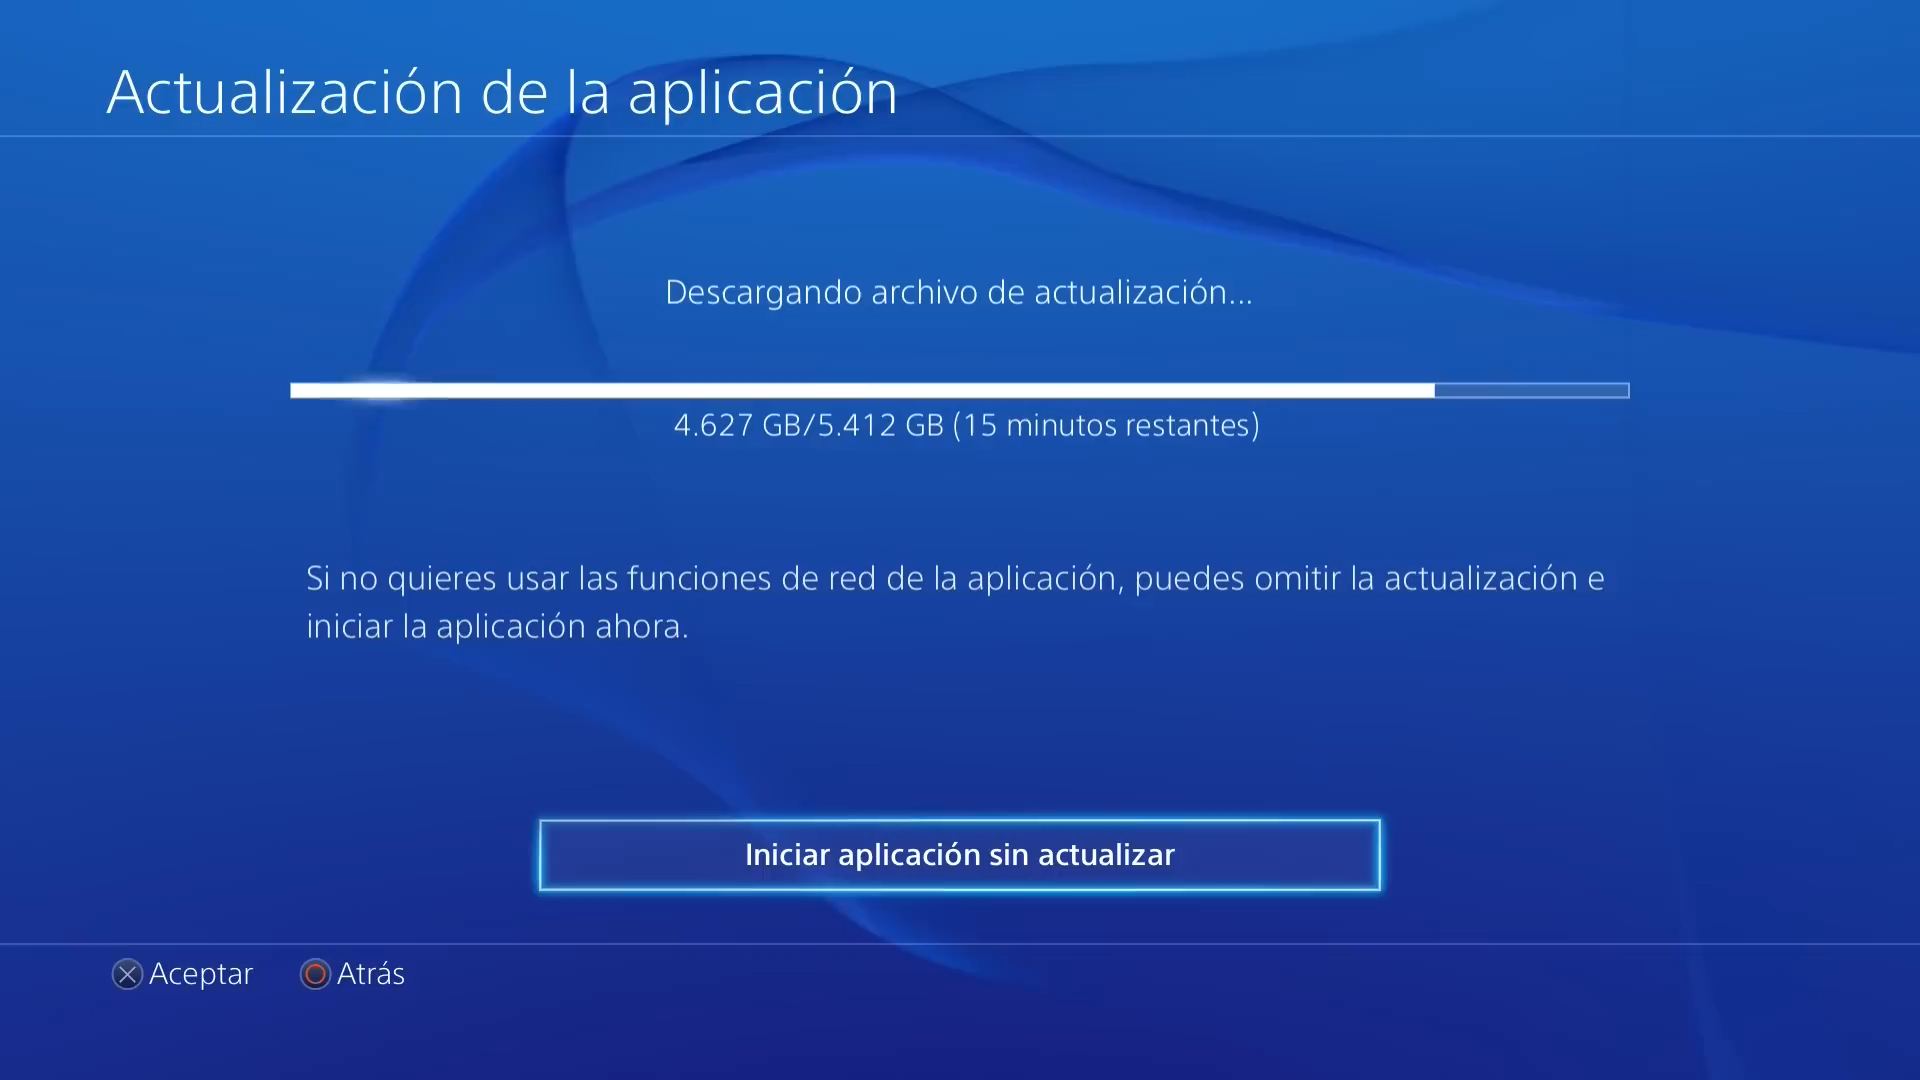 Actualización de la aplicación
Descargando archivo de actualización...
4.627 GB/5.412 GB (15 minutos restantes)
Si no quieres usar las funciones de red de la aplicación, puedes omitir la actualización e
iniciar la aplicación ahora.
Iniciar aplicación sin actualizar
Aceptar Atrás